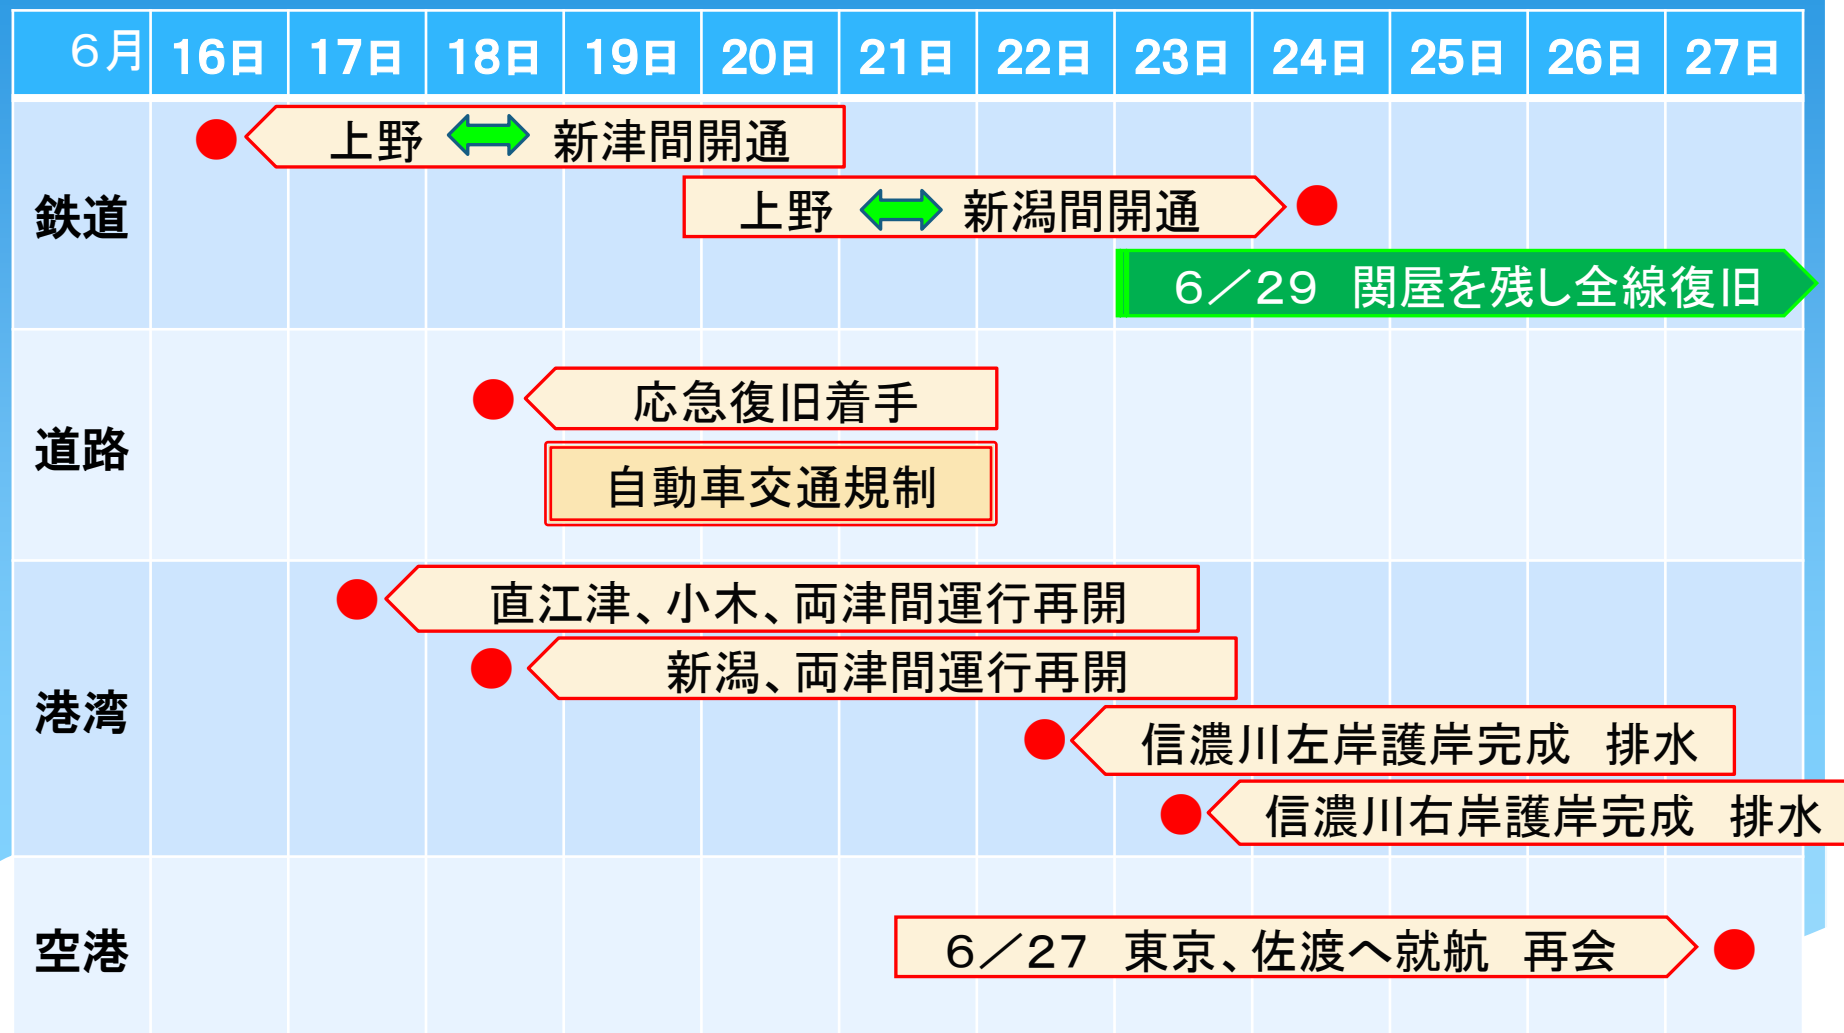 ６月 16日 17日 18日 19日 20日 21日 22日 23日 24日 25日 26日 27日
鉄道
上野 新津間開通
上野 新潟間開通
６／29　関屋を残し全線復旧
道路
応急復旧着手
自動車交通規制
港湾
直江津、小木、両津間運行再開
新潟、両津間運行再開
信濃川左岸護岸完成　排水
信濃川右岸護岸完成　排水
空港
６／27　東京、佐渡へ就航　再会